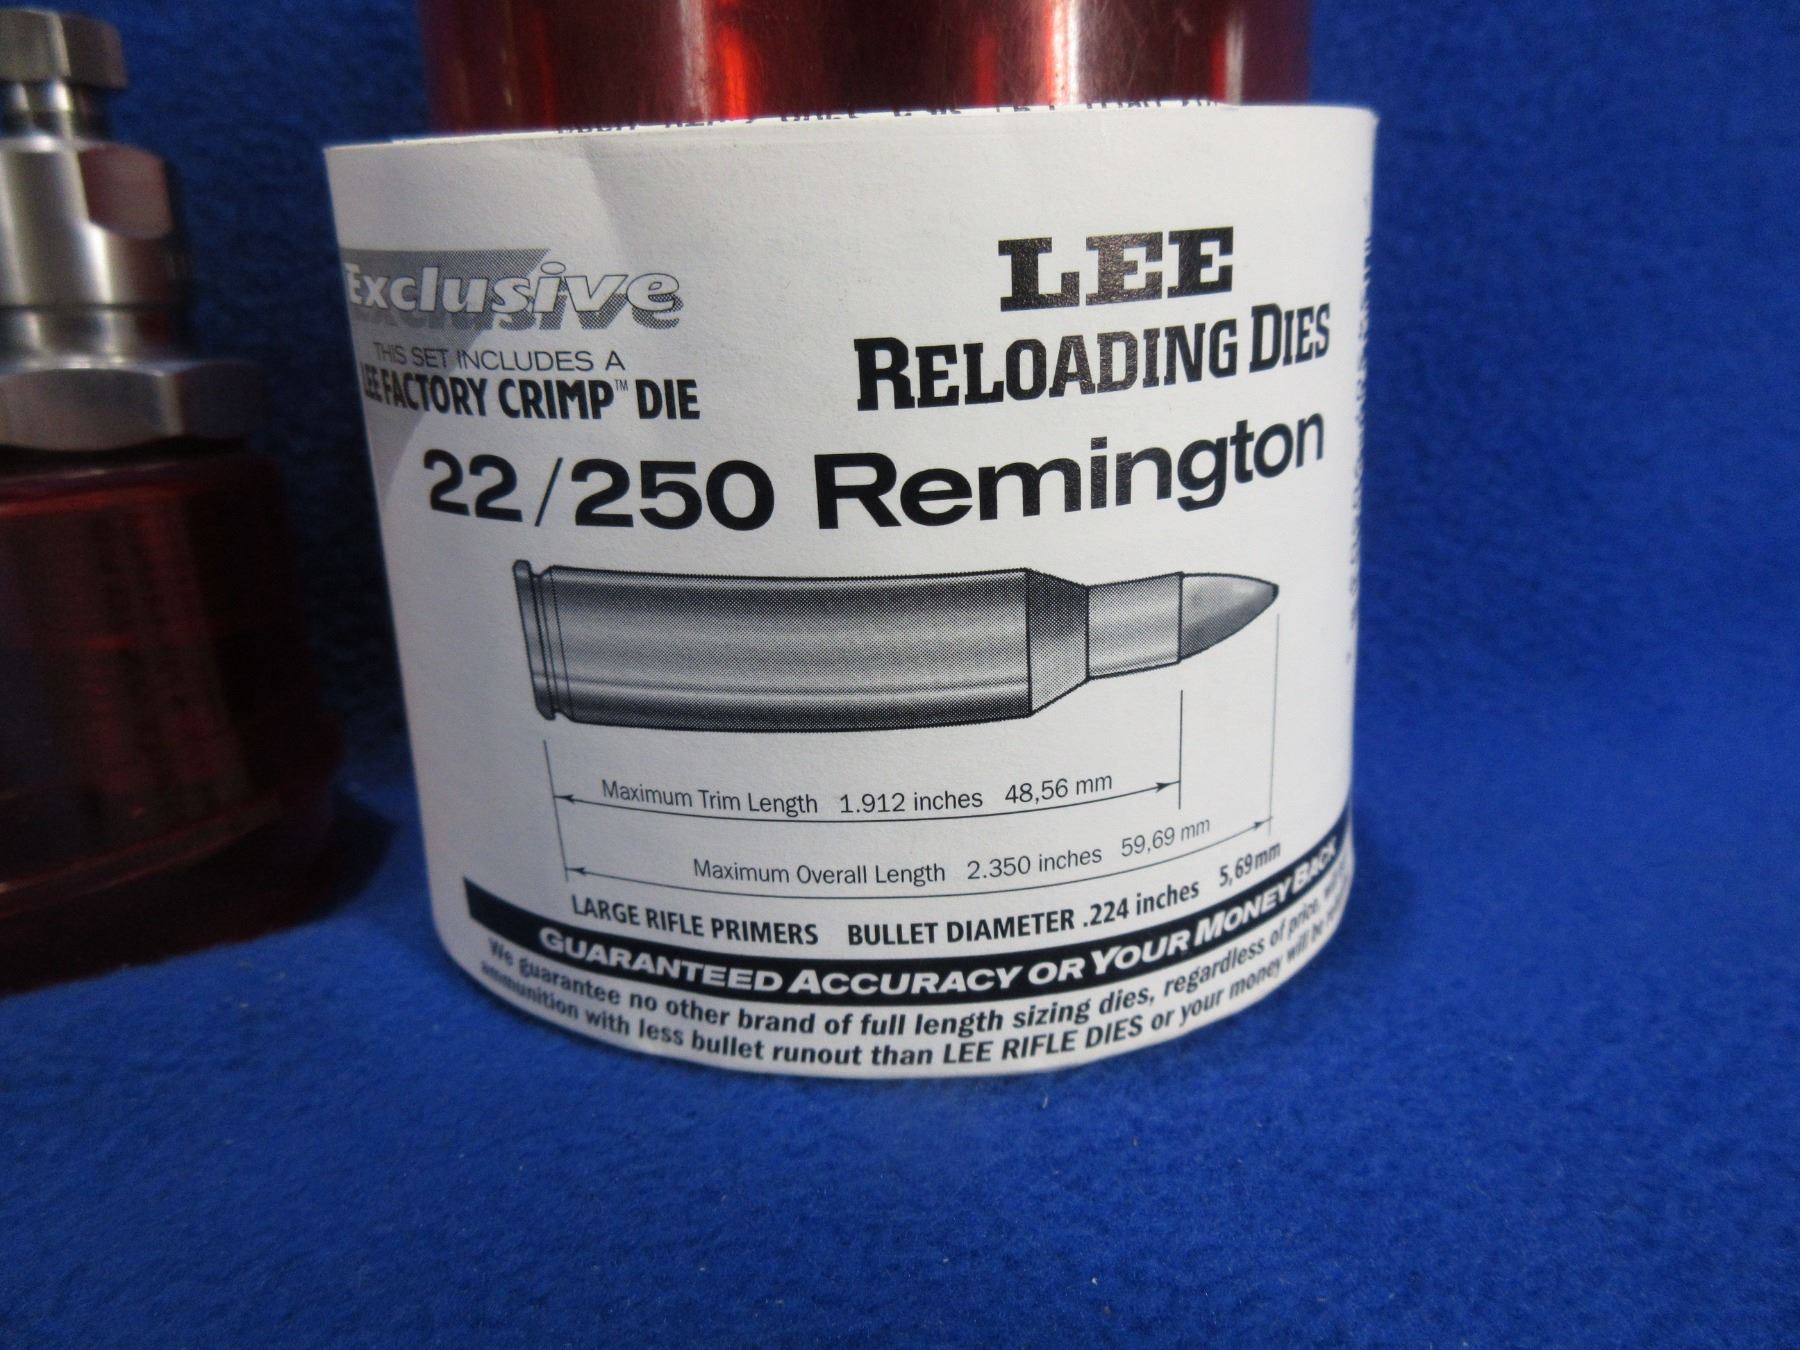 Exclusive
THIS SET INCLUDES A
LEE FACTORY CRIMP™ DIE
LEE
RELOADING DIES
22/250 Remington
Maximum Trim Length 1.912 inches 48,56 mm
Maximum Overall Length 2.350 inches 59,69 mm
LARGE RIFLE PRIMERS BULLET DIAMETER .224 inches 5,69mm
GUARANTEED ACCURACY OR YOUR MONEY BACK
We guarantee no other brand of full length sizing dies, regardless of price, will
ammunition with less bullet runout than LEE RIFLE DIES or your money will be